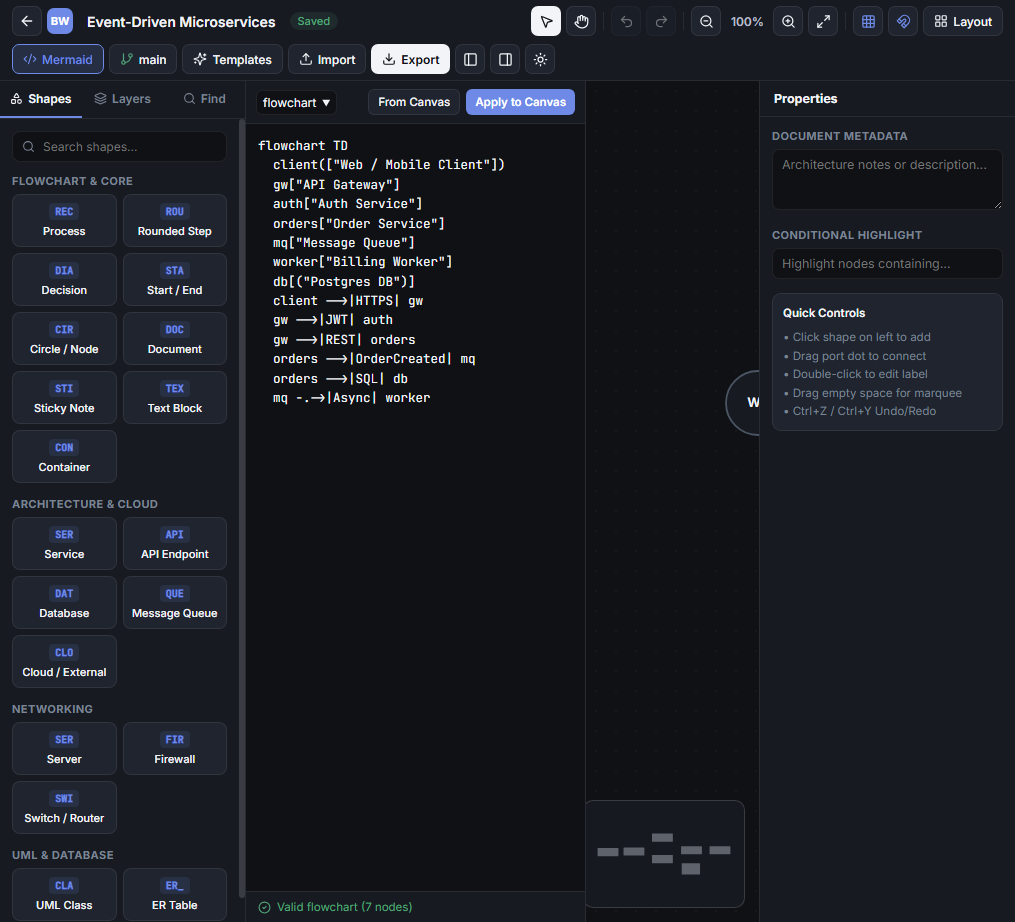 BW Event-Driven Microservices Saved 100% Layout
Mermaid main Templates Import Export
Shapes Layers Find
flowchart ▼ From Canvas Apply to Canvas
Properties
Search shapes...
FLOWCHART & CORE
REC
Process
ROU
Rounded Step
DIA
Decision
STA
Start / End
CIR
Circle / Node
DOC
Document
STI
Sticky Note
TEX
Text Block
CON
Container
ARCHITECTURE & CLOUD
SER
Service
API
API Endpoint
DAT
Database
QUE
Message Queue
CLO
Cloud / External
NETWORKING
SER
Server
FIR
Firewall
SWI
Switch / Router
UML & DATABASE
CLA
UML Class
ER_
ER Table
flowchart TD
client(["Web / Mobile Client"])
gw["API Gateway"]
auth["Auth Service"]
orders["Order Service"]
mq["Message Queue"]
worker["Billing Worker"]
db[("Postgres DB")]
client -->|HTTPS| gw
gw -->|JWT| auth
gw -->|REST| orders
orders -->|OrderCreated| mq
orders -->|SQL| db
mq -.->|Async| worker
Valid flowchart (7 nodes)
W
DOCUMENT METADATA
Architecture notes or description...
CONDITIONAL HIGHLIGHT
Highlight nodes containing...
Quick Controls
• Click shape on left to add
• Drag port dot to connect
• Double-click to edit label
• Drag empty space for marquee
• Ctrl+Z / Ctrl+Y Undo/Redo